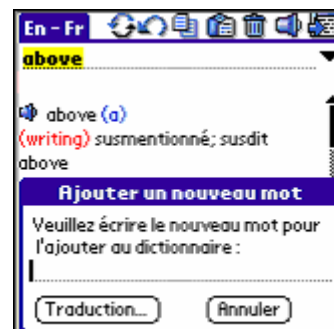 En - Fr
above
above (a)
(writing) susmentionné; susdit
above
Ajouter un nouveau mot
Veuillez écrire le nouveau mot pour
l'ajouter au dictionnaire :
Traduction... Annuler